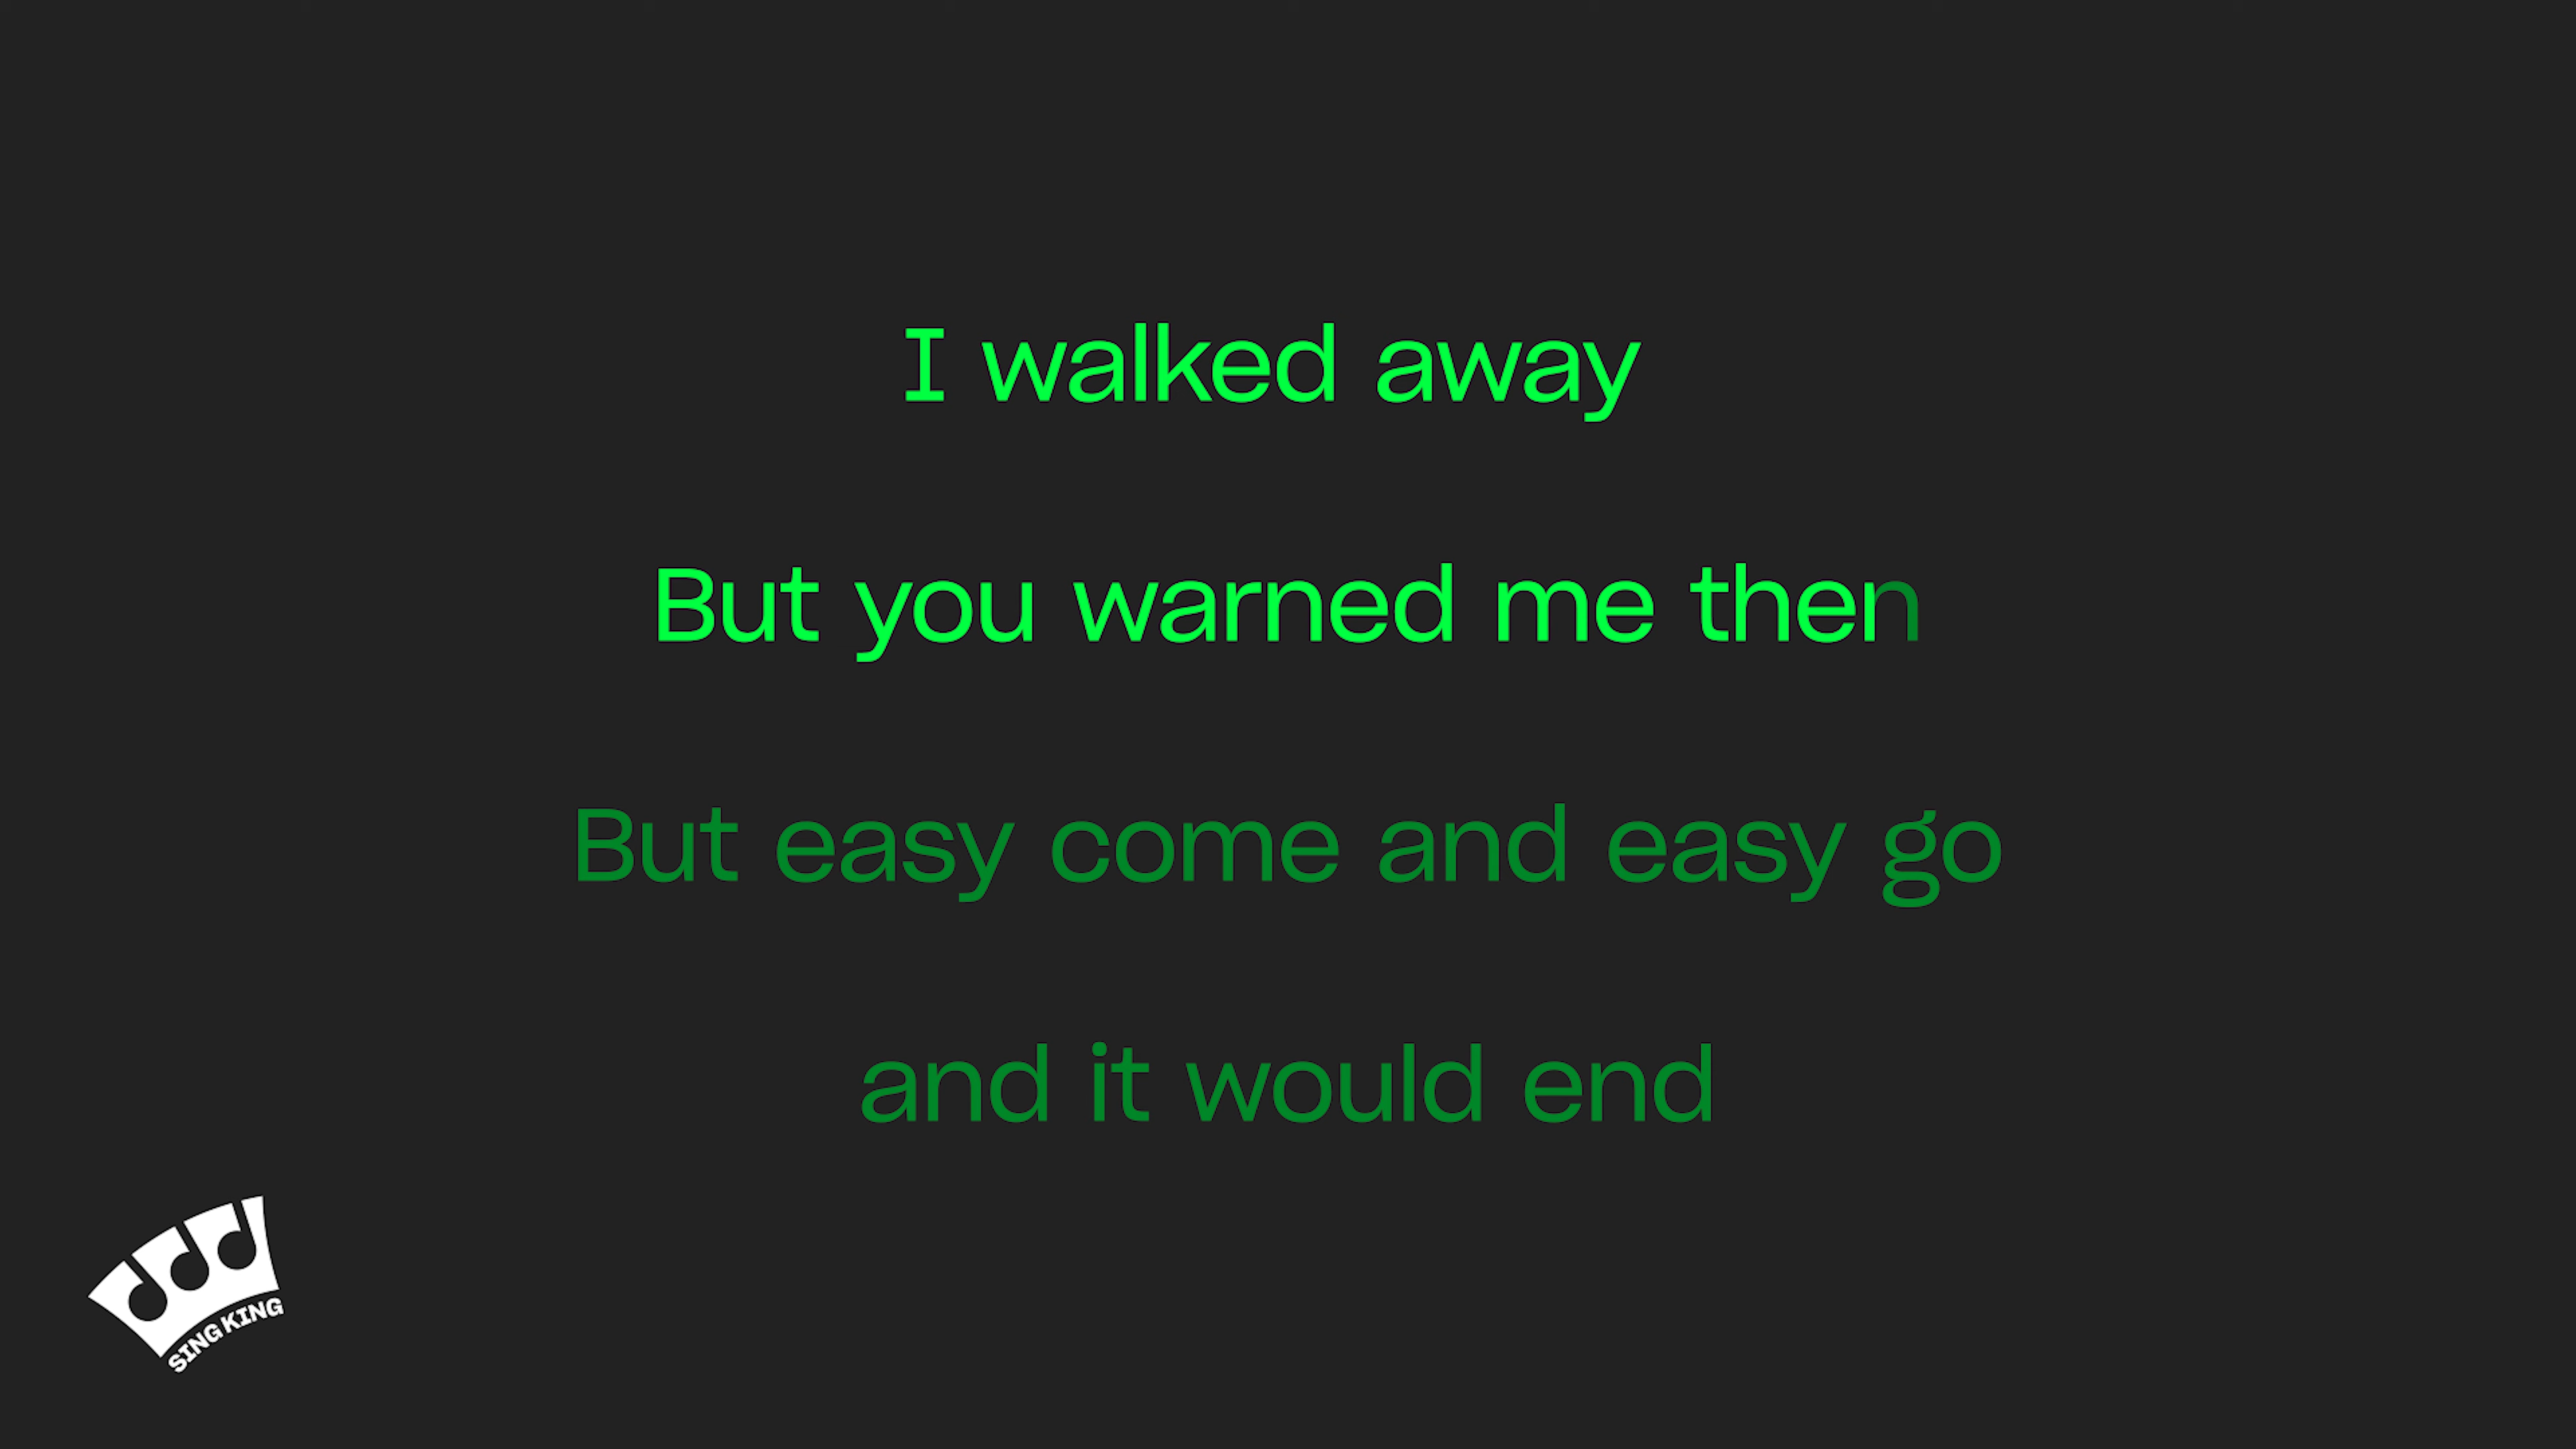 I walked away
But you warned me then
But easy come and easy go
and it would end
SING KING